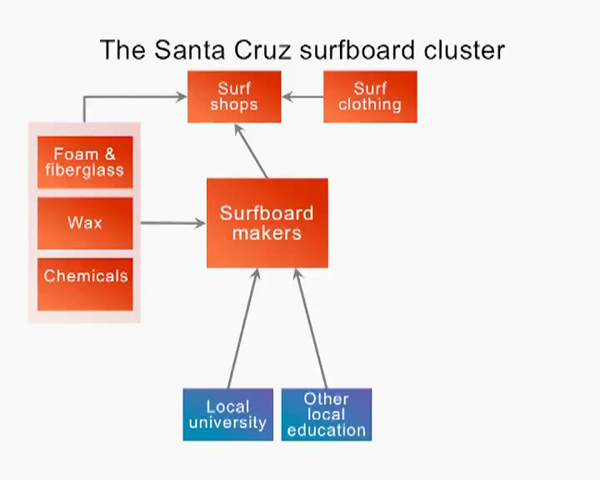 The Santa Cruz surfboard cluster
Surf
shops
Surf
clothing
Foam &
fiberglass
Wax
Chemicals
Surfboard
makers
Local
university
Other
local
education